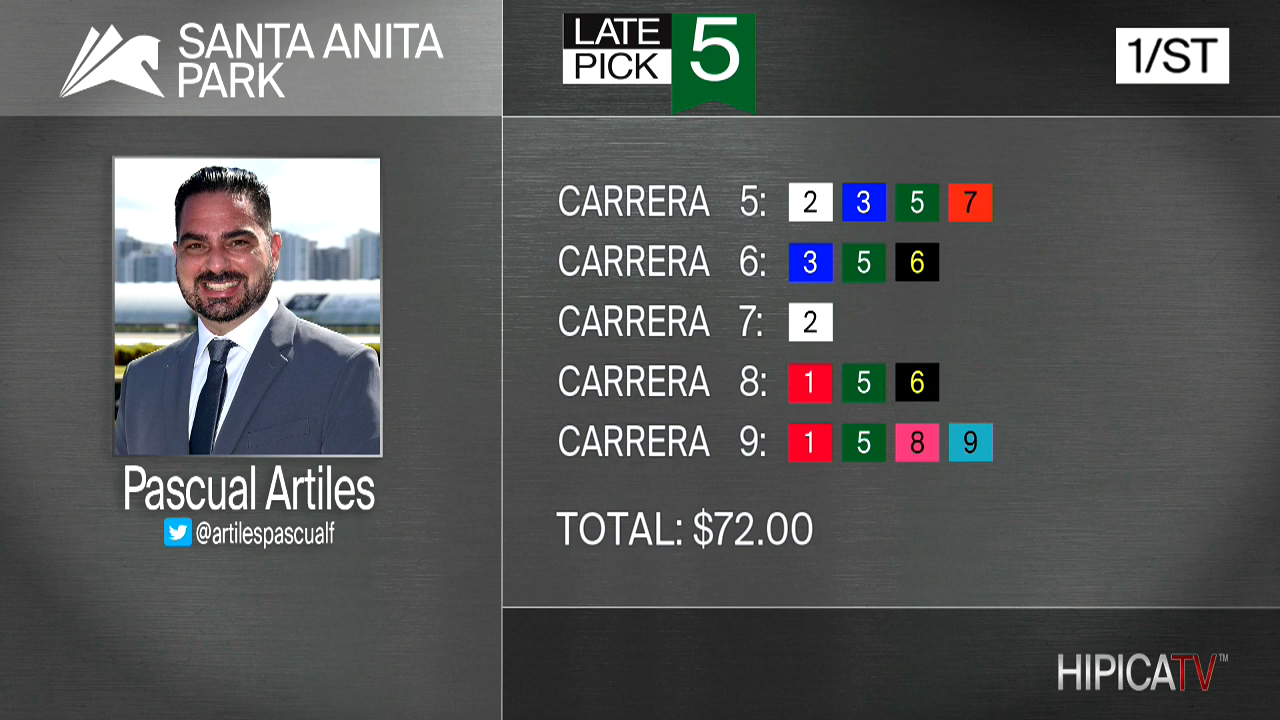 SANTA ANITA
PARK
LATE
PICK
5
1/ST
CARRERA 5: 2 3 5 7
CARRERA 6: 3 5 6
CARRERA 7: 2
CARRERA 8: 1 5 6
CARRERA 9: 1 5 8 9
TOTAL: $72.00
Pascual Artiles
@artilespascualf
HIPICATV™